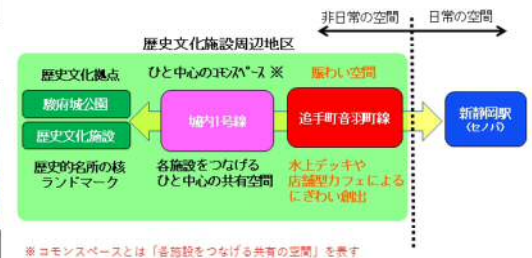 非日常の空間
日常の空間
歴史文化施設周辺地区
歴史文化拠点
ひと中心のコモンスペース ※
賑わい空間
駿府城公園
歴史文化施設
城内1号線
追手町音羽町線
新静岡駅
(セノバ)
歴史的名所の核
ランドマーク
各施設をつなげる
ひと中心の共有空間
水上デッキや
店舗型カフェによる
にぎわい創出
※コモンスペースとは「各施設をつなげる共有の空間」を表す